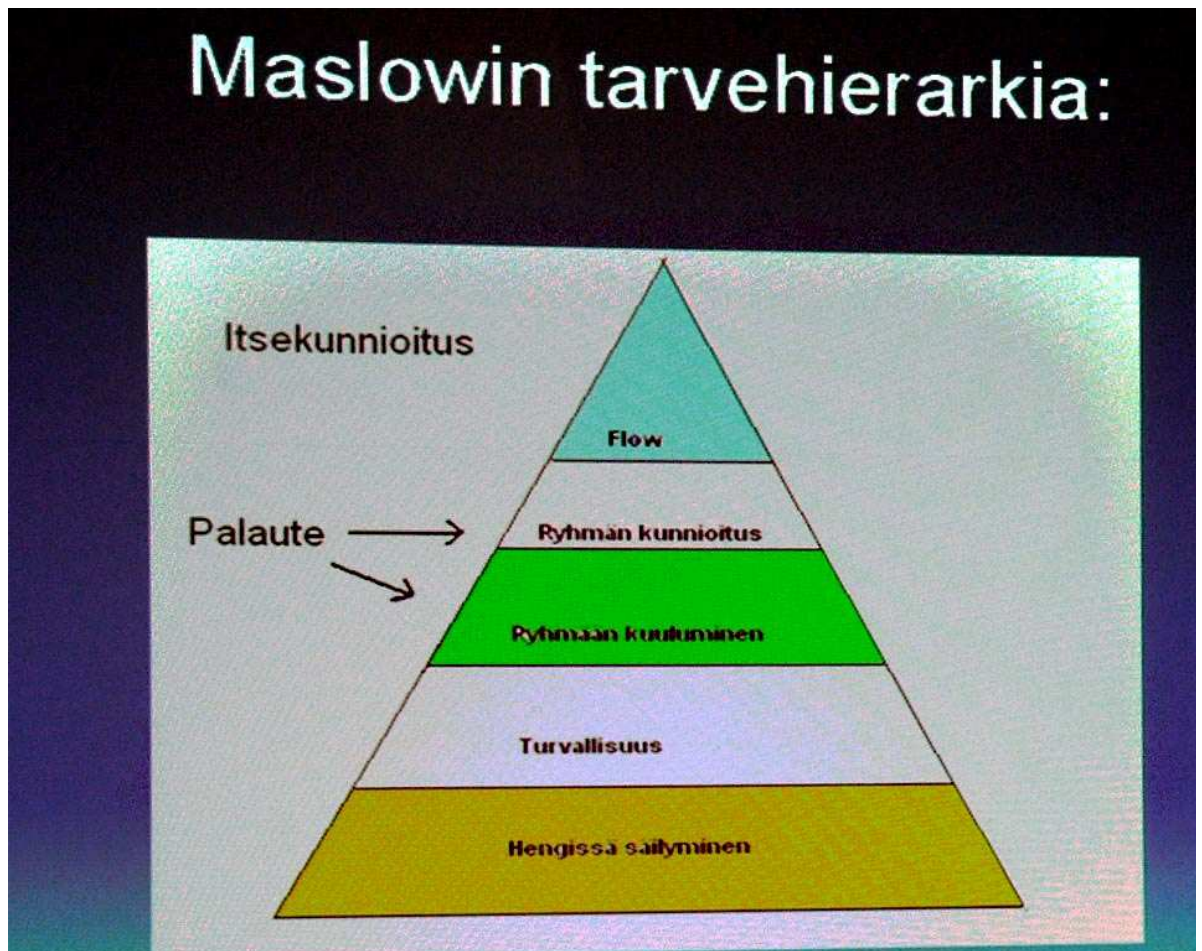 Maslowin tarvehierarkia:
Itsekunnioitus
Flow
Palaute
Ryhmän kunnioitus
Ryhmään kuuluminen
Turvallisuus
Hengissä säilyminen